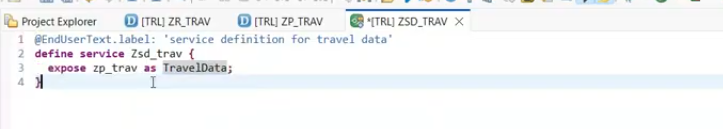 Project Explorer
[TRL] ZR_TRAV
[TRL] ZP_TRAV
*[TRL] ZSD_TRAV
1 @EndUserText.label: 'service definition for travel data'
2 define service Zsd_trav {
3 expose zp_trav as TravelData;
4 }